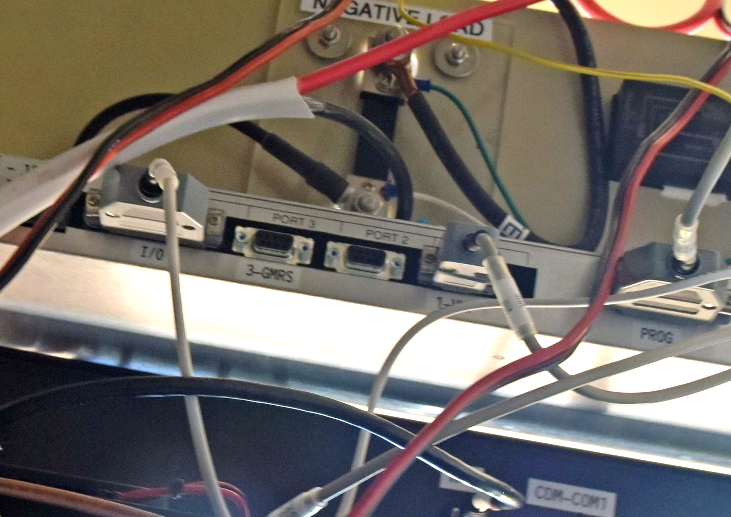 NEGATIVE LOAD
PORT 3
PORT 2
I/O
3-GMRS
PROG
COM-COM1